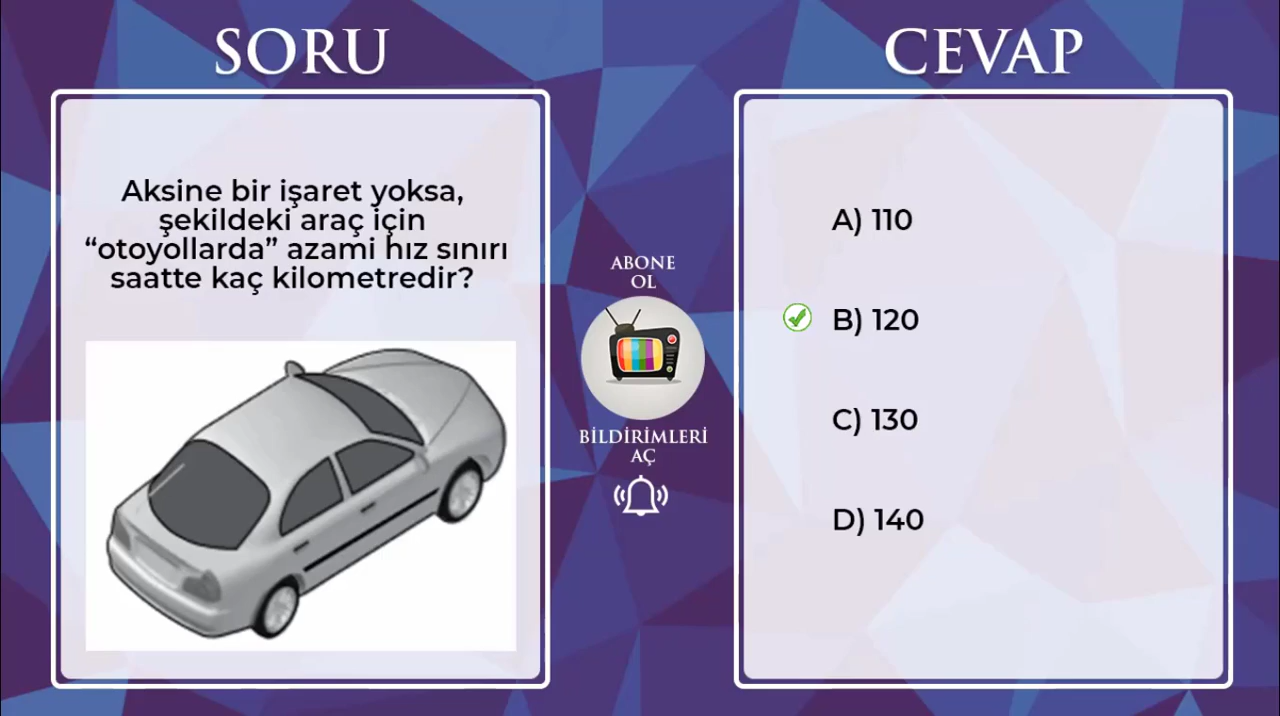 SORU
Aksine bir işaret yoksa,
şekildeki araç için
“otoyollarda” azami hız sınırı
saatte kaç kilometredir?
ABONE
OL
BİLDİRİMLERİ
AÇ
CEVAP
A) 110
B) 120
C) 130
D) 140